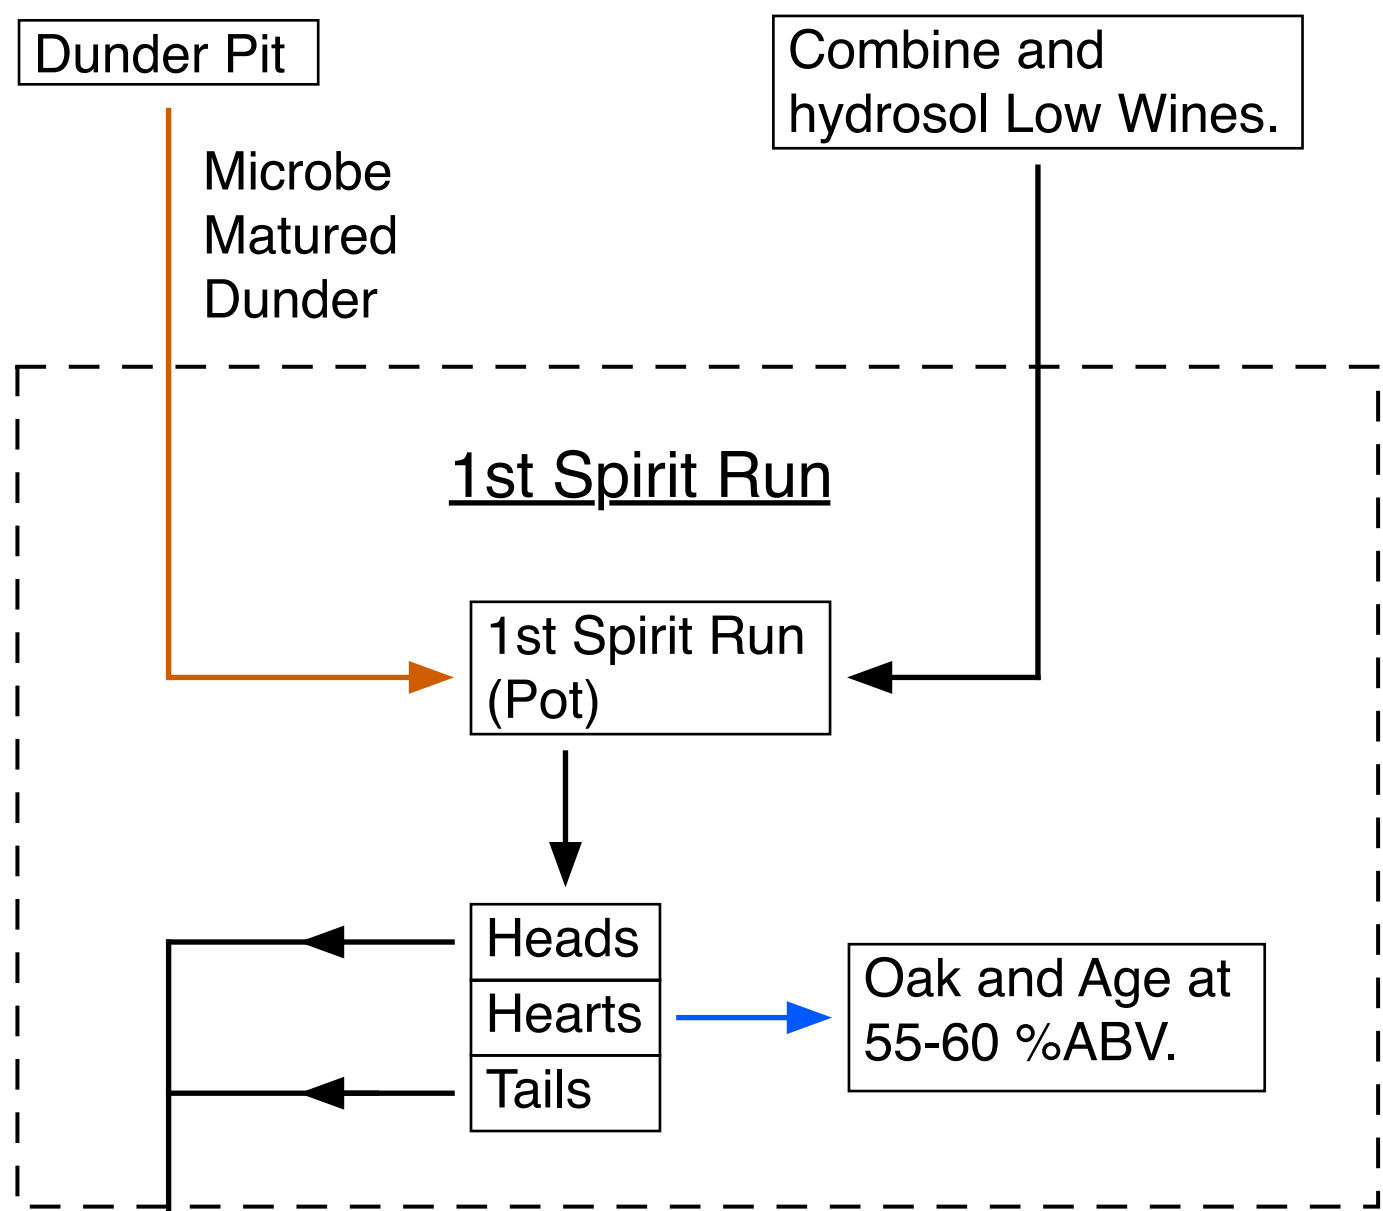 Dunder Pit
Combine and
hydrosol Low Wines.
Microbe
Matured
Dunder
1st Spirit Run
1st Spirit Run
(Pot)
Heads
Hearts
Tails
Oak and Age at
55-60 %ABV.